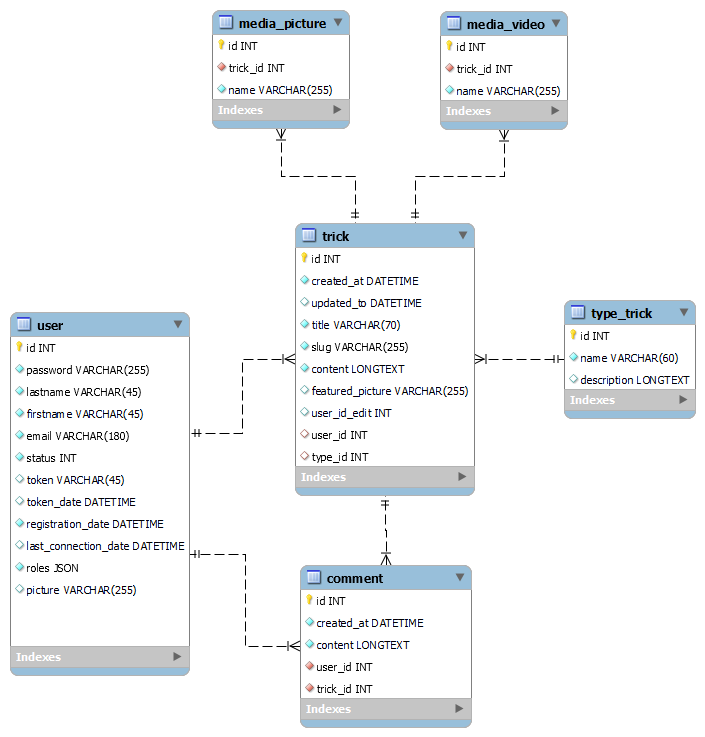 media_picture
id INT
trick_id INT
name VARCHAR(255)
Indexes
media_video
id INT
trick_id INT
name VARCHAR(255)
Indexes
trick
id INT
created_at DATETIME
updated_to DATETIME
title VARCHAR(70)
slug VARCHAR(255)
content LONGTEXT
featured_picture VARCHAR(255)
user_id_edit INT
user_id INT
type_id INT
Indexes
type_trick
id INT
name VARCHAR(60)
description LONGTEXT
Indexes
user
id INT
password VARCHAR(255)
lastname VARCHAR(45)
firstname VARCHAR(45)
email VARCHAR(180)
status INT
token VARCHAR(45)
token_date DATETIME
registration_date DATETIME
last_connection_date DATETIME
roles JSON
picture VARCHAR(255)
Indexes
comment
id INT
created_at DATETIME
content LONGTEXT
user_id INT
trick_id INT
Indexes